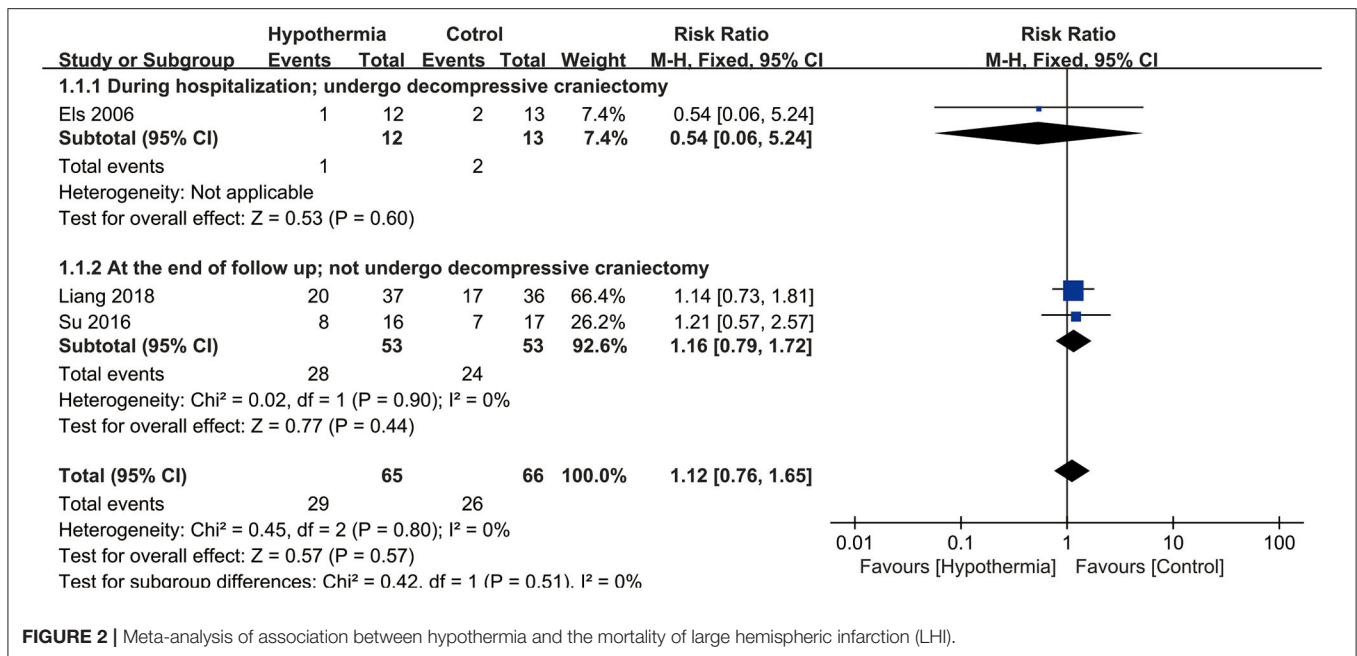 Hypothermia Cotrol Risk Ratio Risk Ratio
Study or Subgroup Events Total Events Total Weight M-H, Fixed, 95% CI M-H, Fixed, 95% CI
1.1.1 During hospitalization; undergo decompressive craniectomy
Els 2006 1 12 2 13 7.4% 0.54 [0.06, 5.24]
Subtotal (95% CI) 12 13 7.4% 0.54 [0.06, 5.24]
Total events 1 2
Heterogeneity: Not applicable
Test for overall effect: Z = 0.53 (P = 0.60)
1.1.2 At the end of follow up; not undergo decompressive craniectomy
Liang 2018 20 37 17 36 66.4% 1.14 [0.73, 1.81]
Su 2016 8 16 7 17 26.2% 1.21 [0.57, 2.57]
Subtotal (95% CI) 53 53 92.6% 1.16 [0.79, 1.72]
Total events 28 24
Heterogeneity: Chi² = 0.02, df = 1 (P = 0.90); I² = 0%
Test for overall effect: Z = 0.77 (P = 0.44)
Total (95% CI) 65 66 100.0% 1.12 [0.76, 1.65]
Total events 29 26
Heterogeneity: Chi² = 0.45, df = 2 (P = 0.80); I² = 0%
Test for overall effect: Z = 0.57 (P = 0.57)
Test for subgroup differences: Chi² = 0.42, df = 1 (P = 0.51), I² = 0%
0.01 0.1 1 10 100
Favours [Hypothermia] Favours [Control]
FIGURE 2 | Meta-analysis of association between hypothermia and the mortality of large hemispheric infarction (LHI).